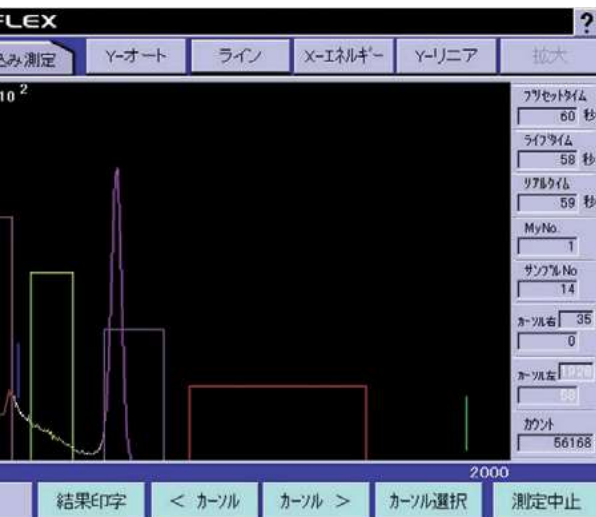 FLEX
?
込み測定
Y-オート
ライン
X-エネルギー
Y-リニア
拡大
10 2
プリセットタイム
60 秒
ライブタイム
58 秒
リアルタイム
59 秒
MyNo.
1
サンプルNo
14
カーソル右 35
0
カーソル左
58
カウント
56168
2000
結果印字
< カーソル
カーソル >
カーソル選択
測定中止